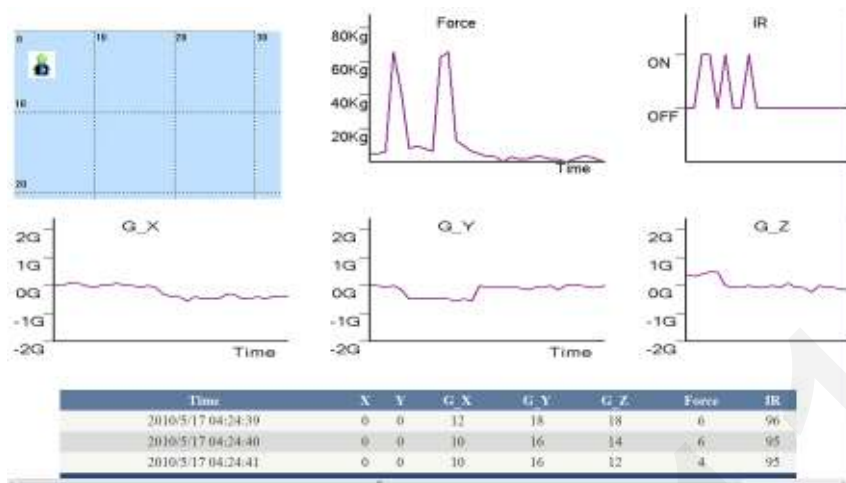 0 10 20 30
10
20
Force
80Kg
60Kg
40Kg
20Kg
Time
IR
ON
OFF
G_X
2G
1G
0G
-1G
-2G
Time
G_Y
2G
1G
0G
-1G
-2G
Time
G_Z
2G
1G
0G
-1G
-2G
Time X Y G_X G_Y G_Z Force IR
2010/5/17 04:24:39 0 0 12 18 18 6 96
2010/5/17 04:24:40 0 0 10 16 14 6 95
2010/5/17 04:24:41 0 0 10 16 12 4 95